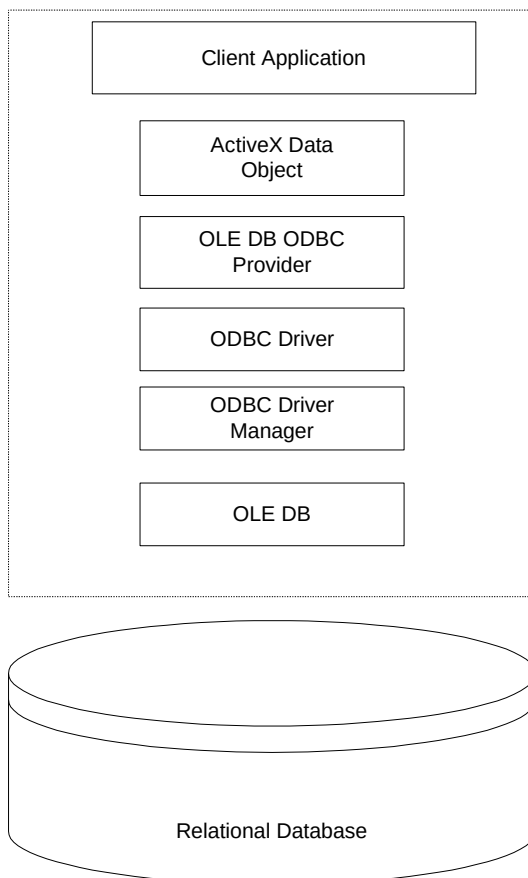 Client Application
ActiveX Data
Object
OLE DB ODBC
Provider
ODBC Driver
ODBC Driver
Manager
OLE DB
Relational Database